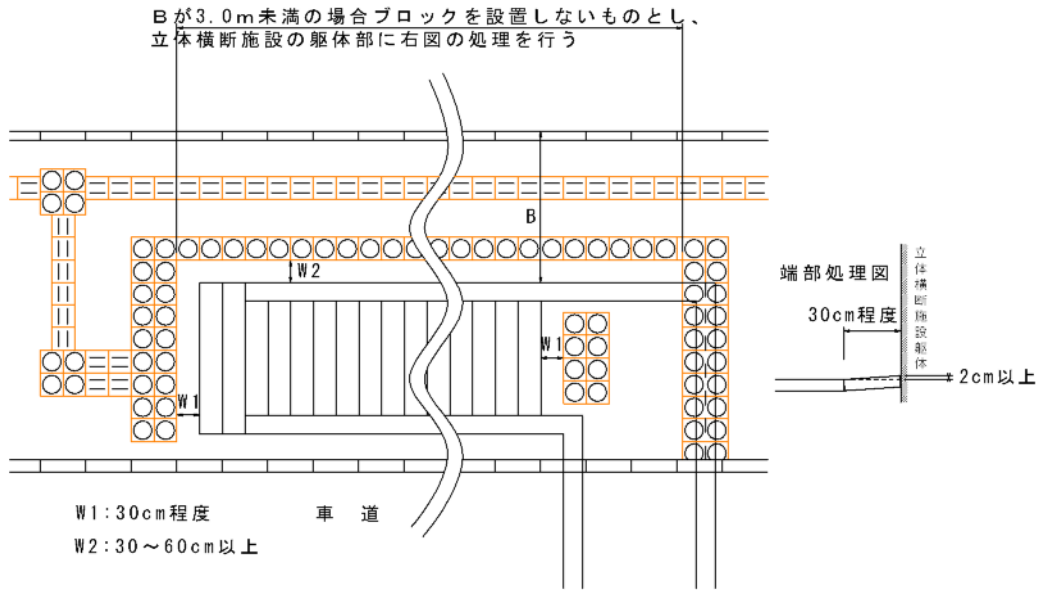 Bが3.0m未満の場合ブロックを設置しないものとし、
立体横断施設の躯体部に右図の処理を行う
B
W2
W1
W1
端部処理図
30cm程度
立体横断施設躯体
2cm以上
W1:30cm程度
車 道
W2:30～60cm以上